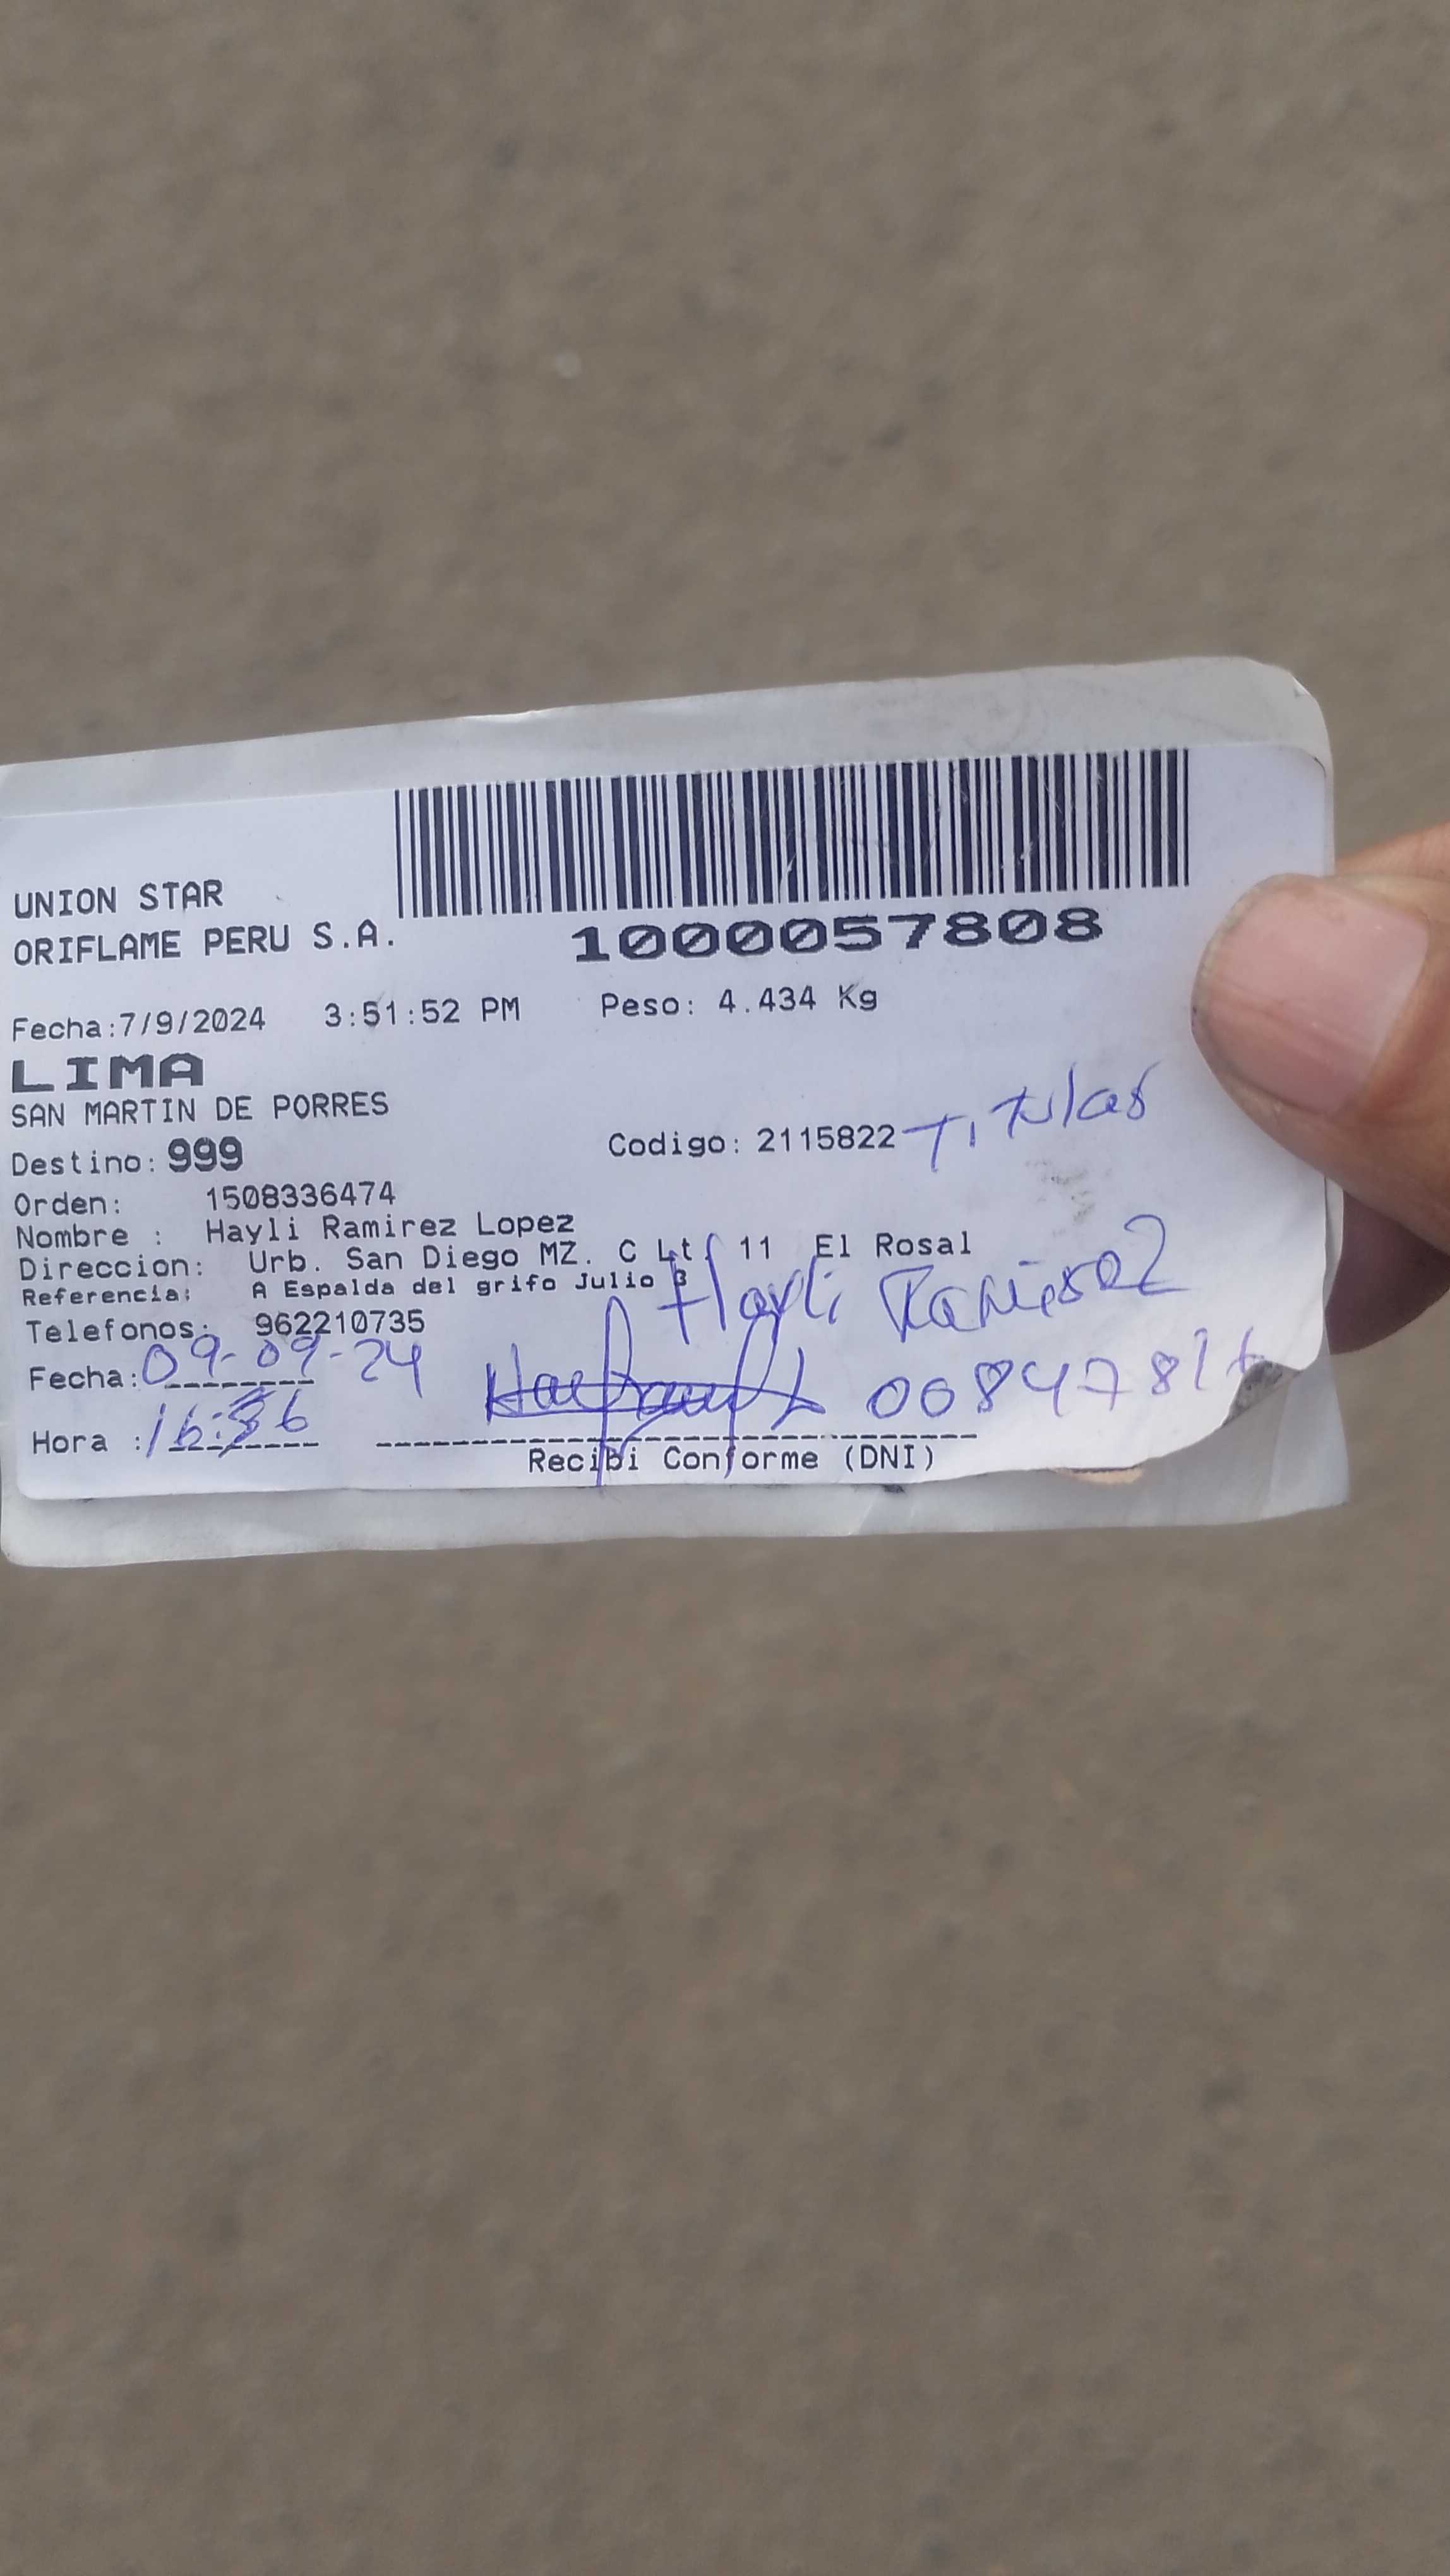 UNION STAR
ORIFLAME PERU S.A.
1000057808
Fecha:7/9/2024 3:51:52 PM Peso: 4.434 Kg
LIMA
SAN MARTIN DE PORRES
Destino: 999 Codigo: 2115822 Titular
Orden: 1508336474
Nombre : Hayli Ramirez Lopez
Direccion: Urb. San Diego MZ. C Lt. 11 El Rosal
Referencia: A Espalda del grifo Julio B
Telefonos: 962210735 Hayli Ramirez
Fecha: 09-09-24
Hora :
Recibi Conforme (DNI)